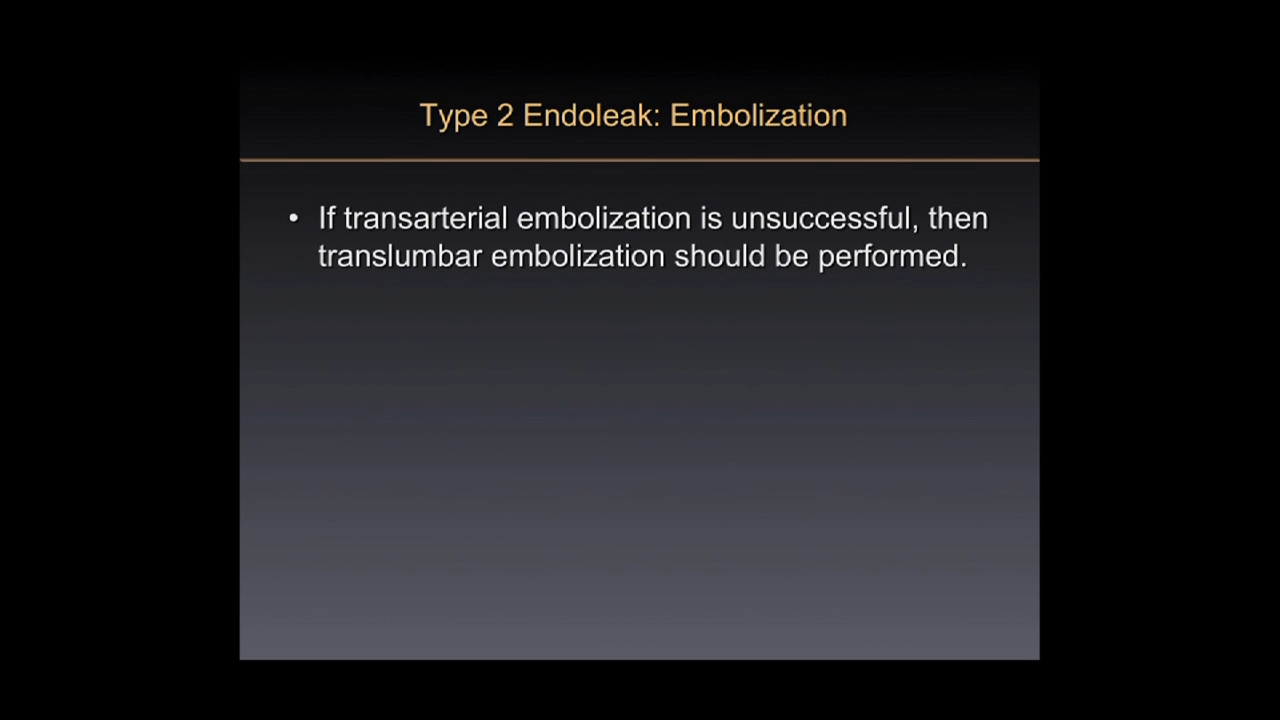 Type 2 Endoleak: Embolization
• If transarterial embolization is unsuccessful, then
translumbar embolization should be performed.